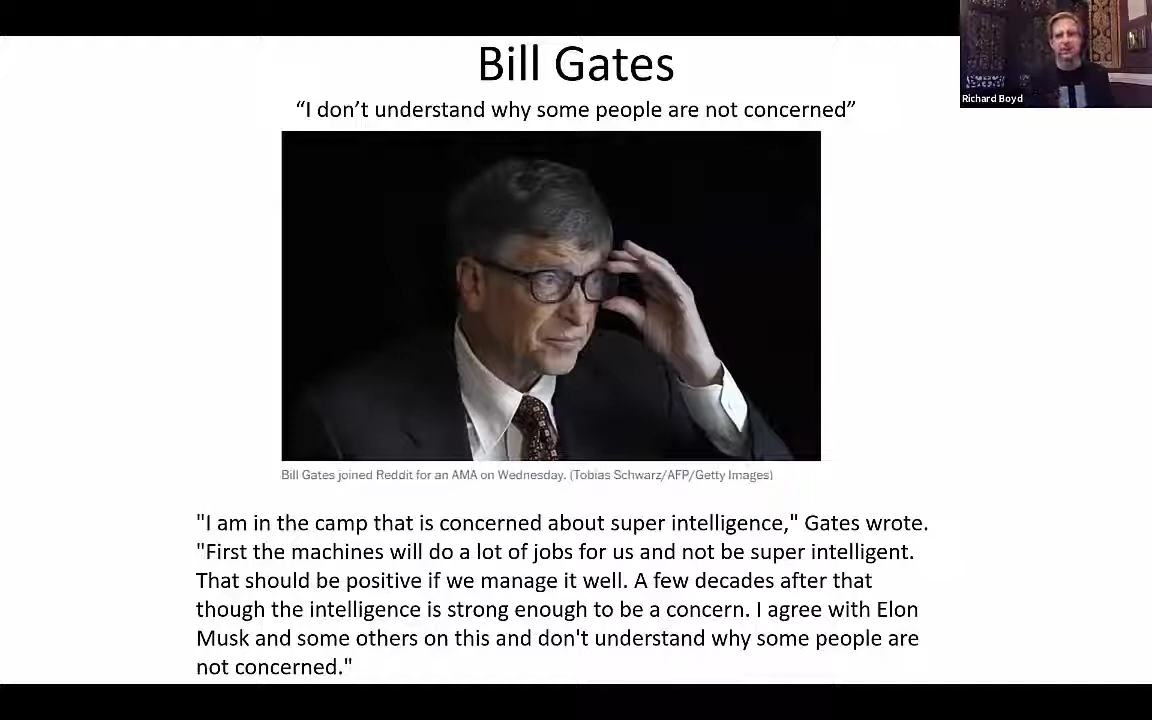 Bill Gates
“I don’t understand why some people are not concerned”
Richard Boyd
Bill Gates joined Reddit for an AMA on Wednesday. (Tobias Schwarz/AFP/Getty Images)
"I am in the camp that is concerned about super intelligence," Gates wrote.
"First the machines will do a lot of jobs for us and not be super intelligent.
That should be positive if we manage it well. A few decades after that
though the intelligence is strong enough to be a concern. I agree with Elon
Musk and some others on this and don't understand why some people are
not concerned."